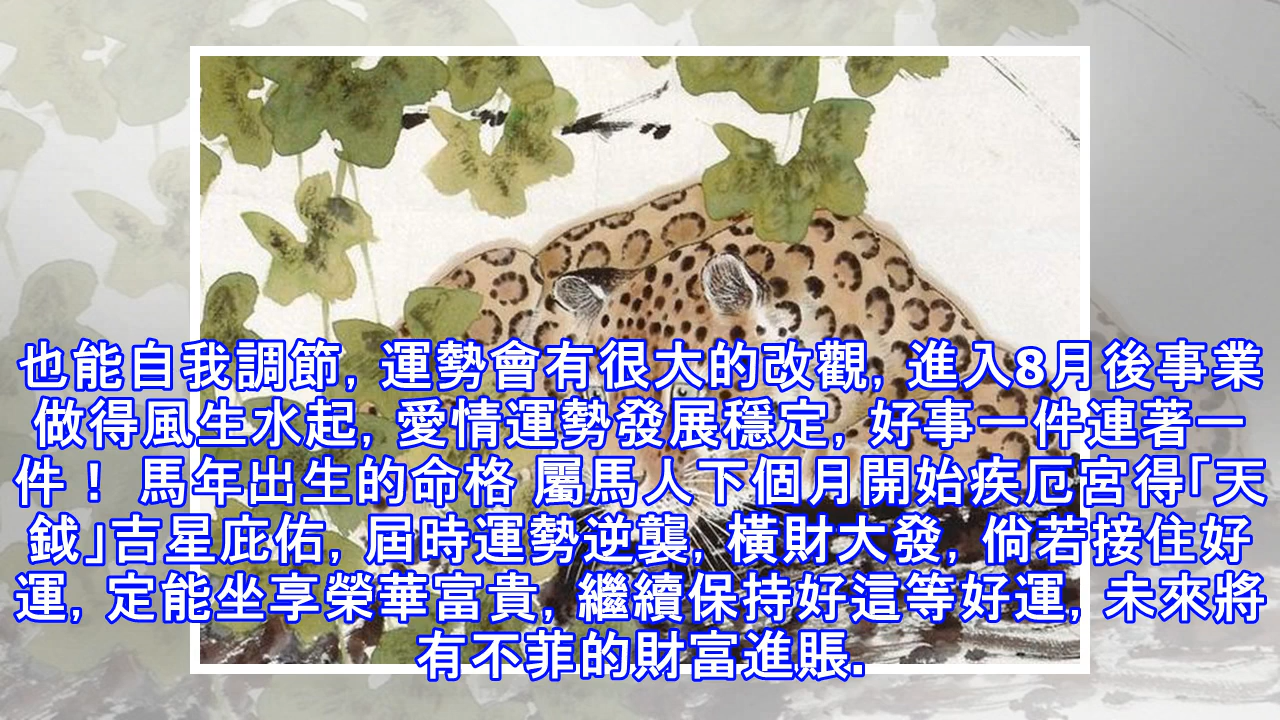 也能自我調節, 運勢會有很大的改觀, 進入8月後事業
做得風生水起, 愛情運勢發展穩定, 好事一件連著一
件！ 馬年出生的命格 屬馬人下個月開始疾厄宮得「天
鉞」吉星庇佑, 屆時運勢逆襲, 橫財大發, 倘若接住好
運, 定能坐享榮華富貴, 繼續保持好這等好運, 未來將
有不菲的財富進賬.